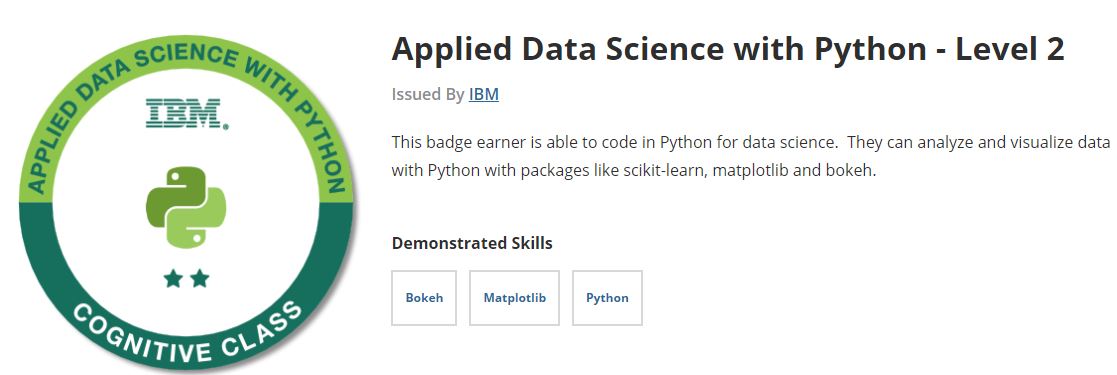 APPLIED DATA SCIENCE WITH PYTHON
IBM®
COGNITIVE CLASS
Applied Data Science with Python - Level 2
Issued By IBM
This badge earner is able to code in Python for data science.  They can analyze and visualize data
with Python with packages like scikit-learn, matplotlib and bokeh.
Demonstrated Skills
Bokeh Matplotlib Python